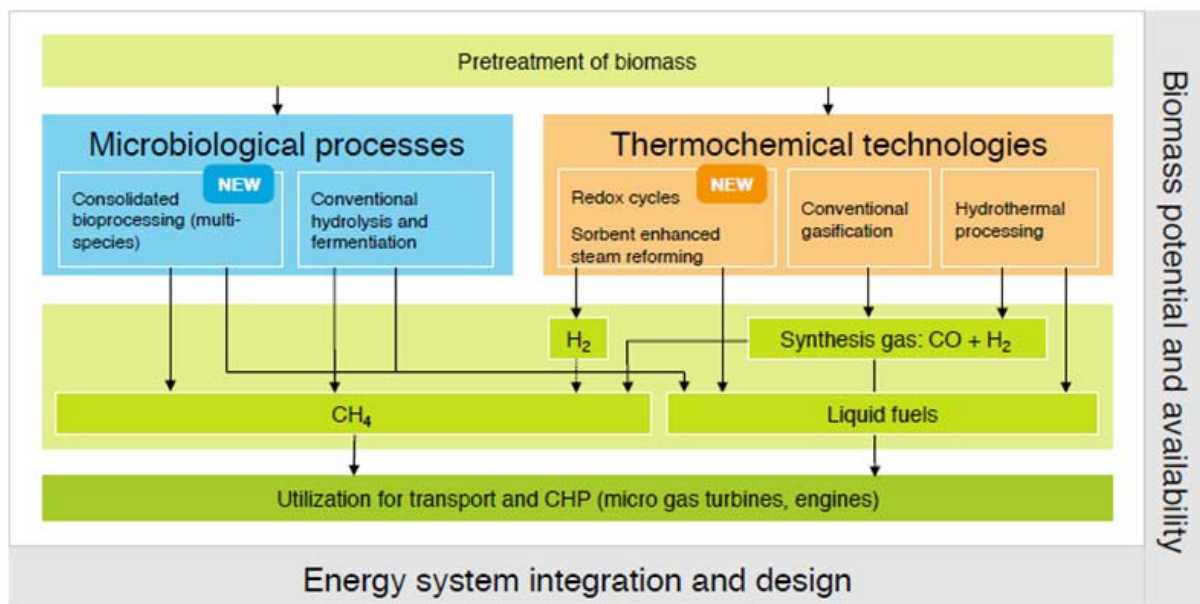 Pretreatment of biomass
Microbiological processes
NEW
Consolidated
bioprocessing (multi-
species)
Conventional
hydrolysis and
fermentiation
Thermochemical technologies
NEW
Redox cycles
Sorbent enhanced
steam reforming
Conventional
gasification
Hydrothermal
processing
H₂
Synthesis gas: CO + H₂
CH₄
Liquid fuels
Utilization for transport and CHP (micro gas turbines, engines)
Energy system integration and design
Biomass potential and availability